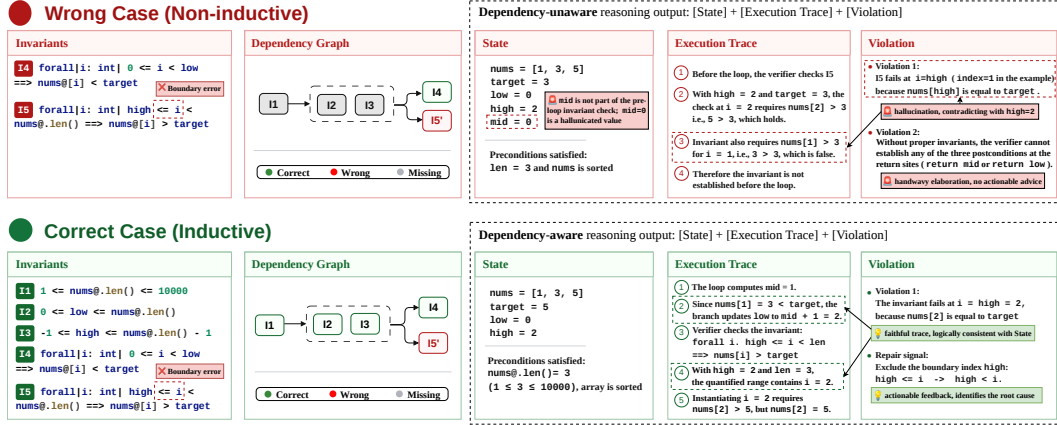 Wrong Case (Non-inductive)
Invariants
I4 forall|i: int| 0 <= i < low
==> nums@[i] < target
❌ Boundary error
I5 forall|i: int| high <= i <
nums@.len() ==> nums@[i] > target
Dependency Graph
I1
I2
I3
I4
I5'
Correct
Wrong
Missing
Dependency-unaware reasoning output: [State] + [Execution Trace] + [Violation]
State
nums = [1, 3, 5]
target = 3
low = 0
high = 2
mid = 0
🚨 mid is not part of the pre-
loop invariant check; mid=0
is a hallunicated value
Preconditions satisfied:
len = 3 and nums is sorted
Execution Trace
1 Before the loop, the verifier checks I5
2 With high = 2 and target = 3, the
check at i = 2 requires nums[2] > 3
i.e., 5 > 3, which holds.
3 Invariant also requires nums[1] > 3
for i = 1, i.e., 3 > 3, which is false.
4 Therefore the invariant is not
established before the loop.
Violation
• Violation 1:
I5 fails at i=high (index=1 in the example)
because nums[high] is equal to target.
🚨 hallucination, contradicting with high=2
• Violation 2:
Without proper invariants, the verifier cannot
establish any of the three postconditions at the
return sites (return mid or return low).
🚨 handwavy elaboration, no actionable advice
Correct Case (Inductive)
Invariants
I1 1 <= nums@.len() <= 10000
I2 0 <= low <= nums@.len()
I3 -1 <= high <= nums@.len() - 1
I4 forall|i: int| 0 <= i < low
==> nums@[i] < target
❌ Boundary error
I5 forall|i: int| high <= i <
nums@.len() ==> nums@[i] > target
Dependency Graph
I1
I2
I3
I4
I5'
Correct
Wrong
Missing
Dependency-aware reasoning output: [State] + [Execution Trace] + [Violation]
State
nums = [1, 3, 5]
target = 5
low = 0
high = 2
Preconditions satisfied:
nums@.len()= 3
(1 ≤ 3 ≤ 10000), array is sorted
Execution Trace
1 The loop computes mid = 1.
2 Since nums[1] = 3 < target, the
branch updates low to mid + 1 = 2.
3 Verifier checks the invariant:
forall i. high <= i < len
==> nums[i] > target
4 With high = 2 and len = 3,
the quantified range contains i = 2.
5 Instantiating i = 2 requires
nums[2] > 5, but nums[2] = 5.
Violation
• Violation 1:
The invariant fails at i = high = 2,
because nums[2] is equal to target
💡 faithful trace, logically consistent with State
• Repair signal:
Exclude the boundary index high:
high <= i -> high < i.
💡 actionable feedback, identifies the root cause